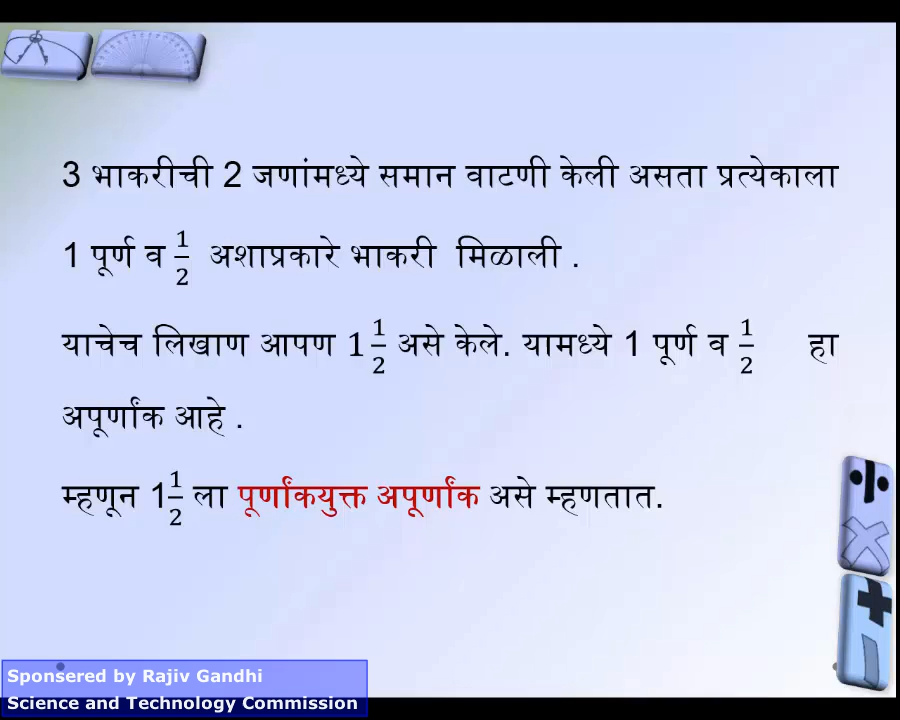 3 भाकरीची 2 जणांमध्ये समान वाटणी केली असता प्रत्येकाला
1 पूर्ण व 1/2 अशाप्रकारे भाकरी मिळाली .
याचेच लिखाण आपण 1 1/2 असे केले. यामध्ये 1 पूर्ण व 1/2 हा
अपूर्णांक आहे .
म्हणून 1 1/2 ला पूर्णांकयुक्त अपूर्णांक असे म्हणतात.
Sponsered by Rajiv Gandhi
Science and Technology Commission